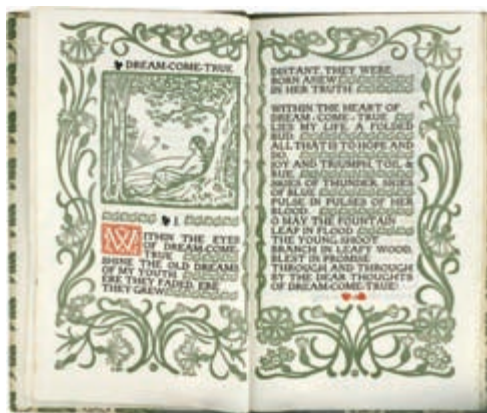 DREAM-COME-TRUE
I.
WITHIN THE EYES
OF DREAM-COME-
TRUE
SHINE THE OLD DREAMS
OF MY YOUTH
ERE THEY FADED, ERE
THEY GREW
DISTANT, THEY WERE
BORN ANEW
IN HER TRUTH.
WITHIN THE HEART OF
DREAM-COME-TRUE
LIES MY LIFE, A FOLDED
BUD:
ALL THAT IS TO HOPE AND
DO,
JOY AND TRIUMPH, TOIL, &
RUE,
SKIES OF THUNDER, SKIES
OF BLUE,
PULSE IN PULSES OF HER
BLOOD.
O MAY THE FOUNTAIN
LEAF IN FLOOD
THE YOUNG SHOOT
BRANCH IN LEAFY WOOD,
BLEST IN PROMISE
THROUGH AND THROUGH
BY THE DEAR THOUGHTS
OF DREAM-COME-TRUE!